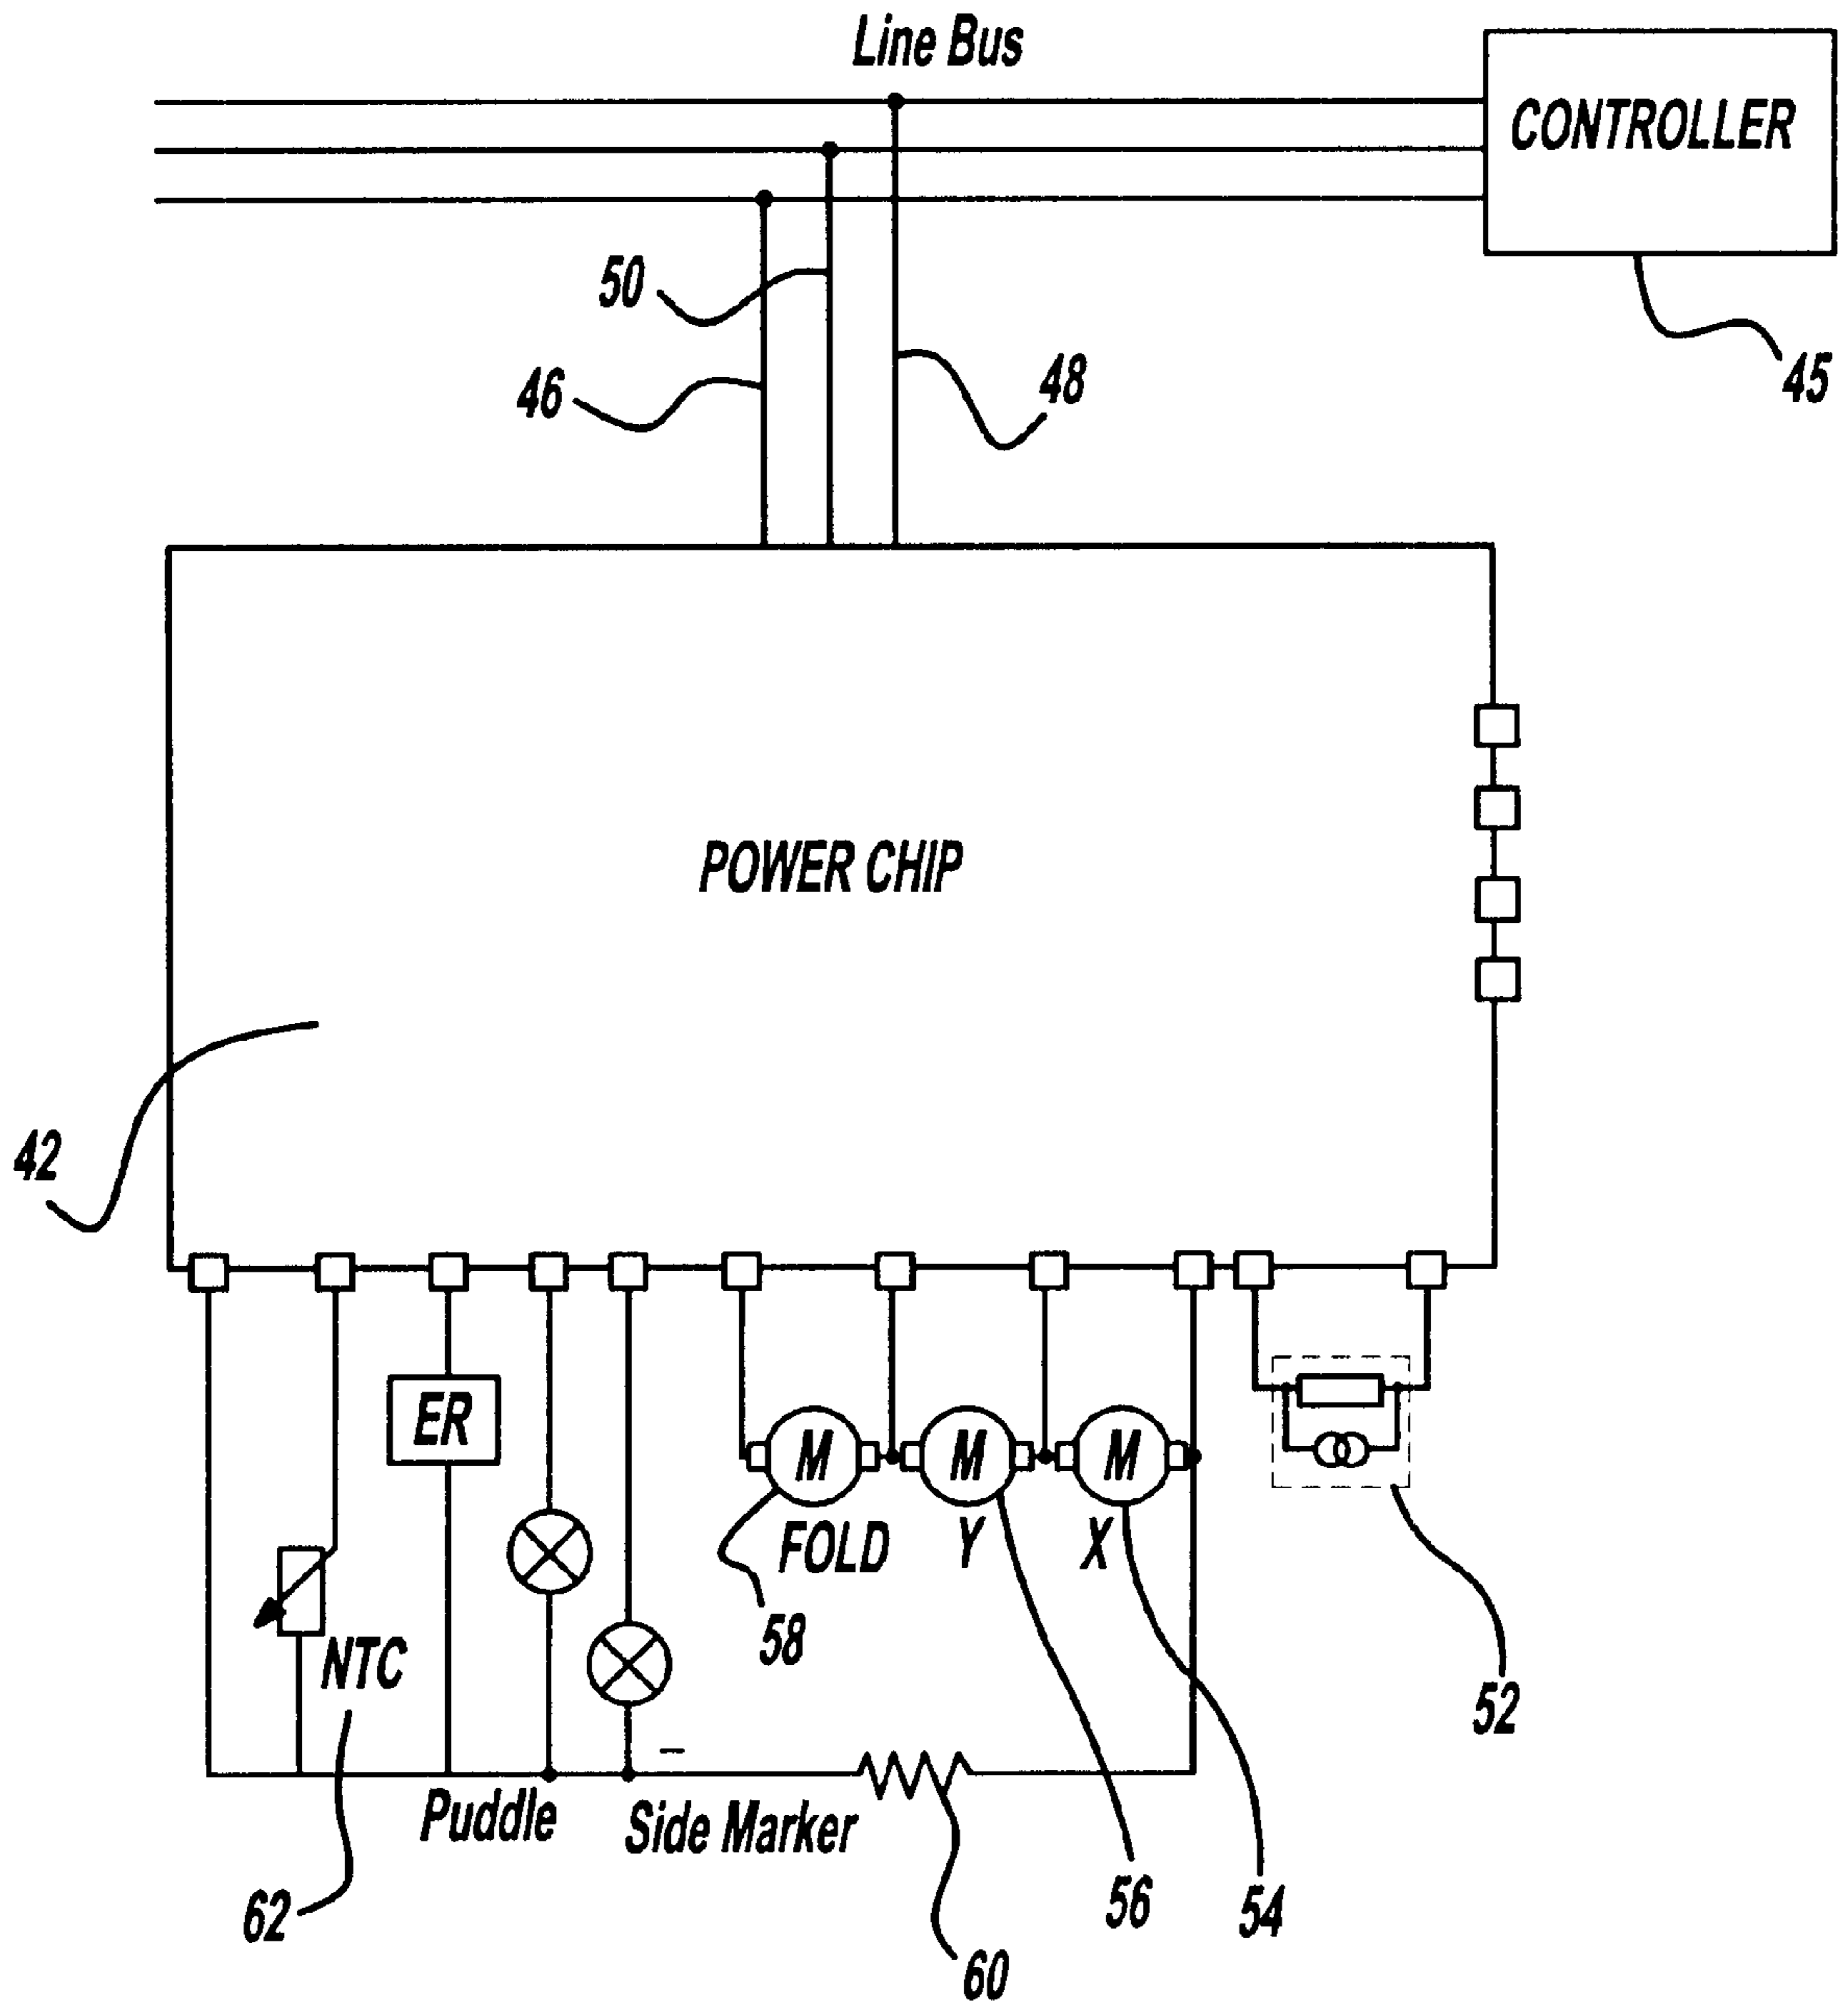 Line Bus
CONTROLLER
50
46
48
45
POWER CHIP
42
ER
M
M
M
FOLD
Y
X
58
NTC
52
Puddle
Side Marker
62
56
54
60